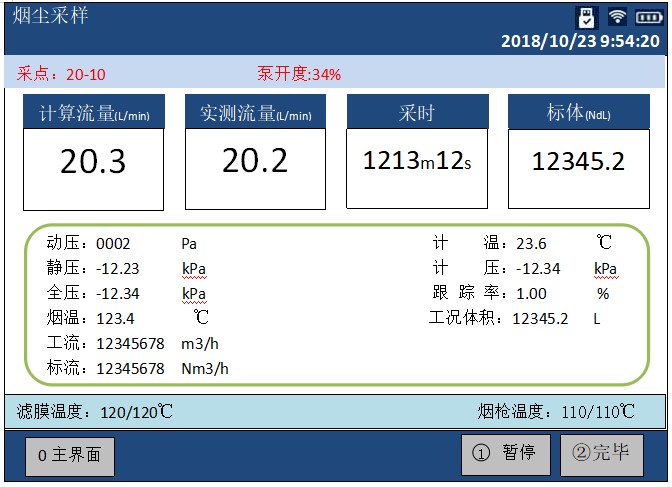 烟尘采样
2018/10/23 9:54:20
采点：20-10 泵开度:34%
计算流量(L/min) 实测流量(L/min) 采时 标体(NdL)
20.3 20.2 1213m12s 12345.2
动压：0002 Pa 计 温：23.6 ℃
静压：-12.23 kPa 计 压：-12.34 kPa
全压：-12.34 kPa 跟 踪 率：1.00 %
烟温：123.4 ℃ 工况体积：12345.2 L
工流：12345678 m3/h
标流：12345678 Nm3/h
滤膜温度：120/120℃ 烟枪温度：110/110℃
0 主界面 ① 暂停 ②完毕